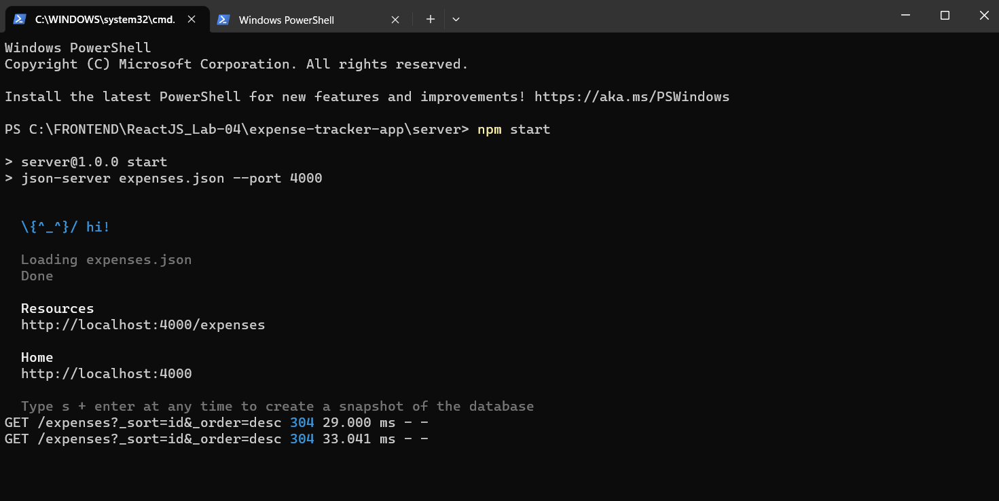 C:\WINDOWS\system32\cmd.
Windows PowerShell
Windows PowerShell
Copyright (C) Microsoft Corporation. All rights reserved.
Install the latest PowerShell for new features and improvements! https://aka.ms/PSWindows
PS C:\FRONTEND\ReactJS_Lab-04\expense-tracker-app\server> npm start
> server@1.0.0 start
> json-server expenses.json --port 4000
\{^_^}/ hi!
Loading expenses.json
Done
Resources
http://localhost:4000/expenses
Home
http://localhost:4000
Type s + enter at any time to create a snapshot of the database
GET /expenses?_sort=id&_order=desc 304 29.000 ms - -
GET /expenses?_sort=id&_order=desc 304 33.041 ms - -